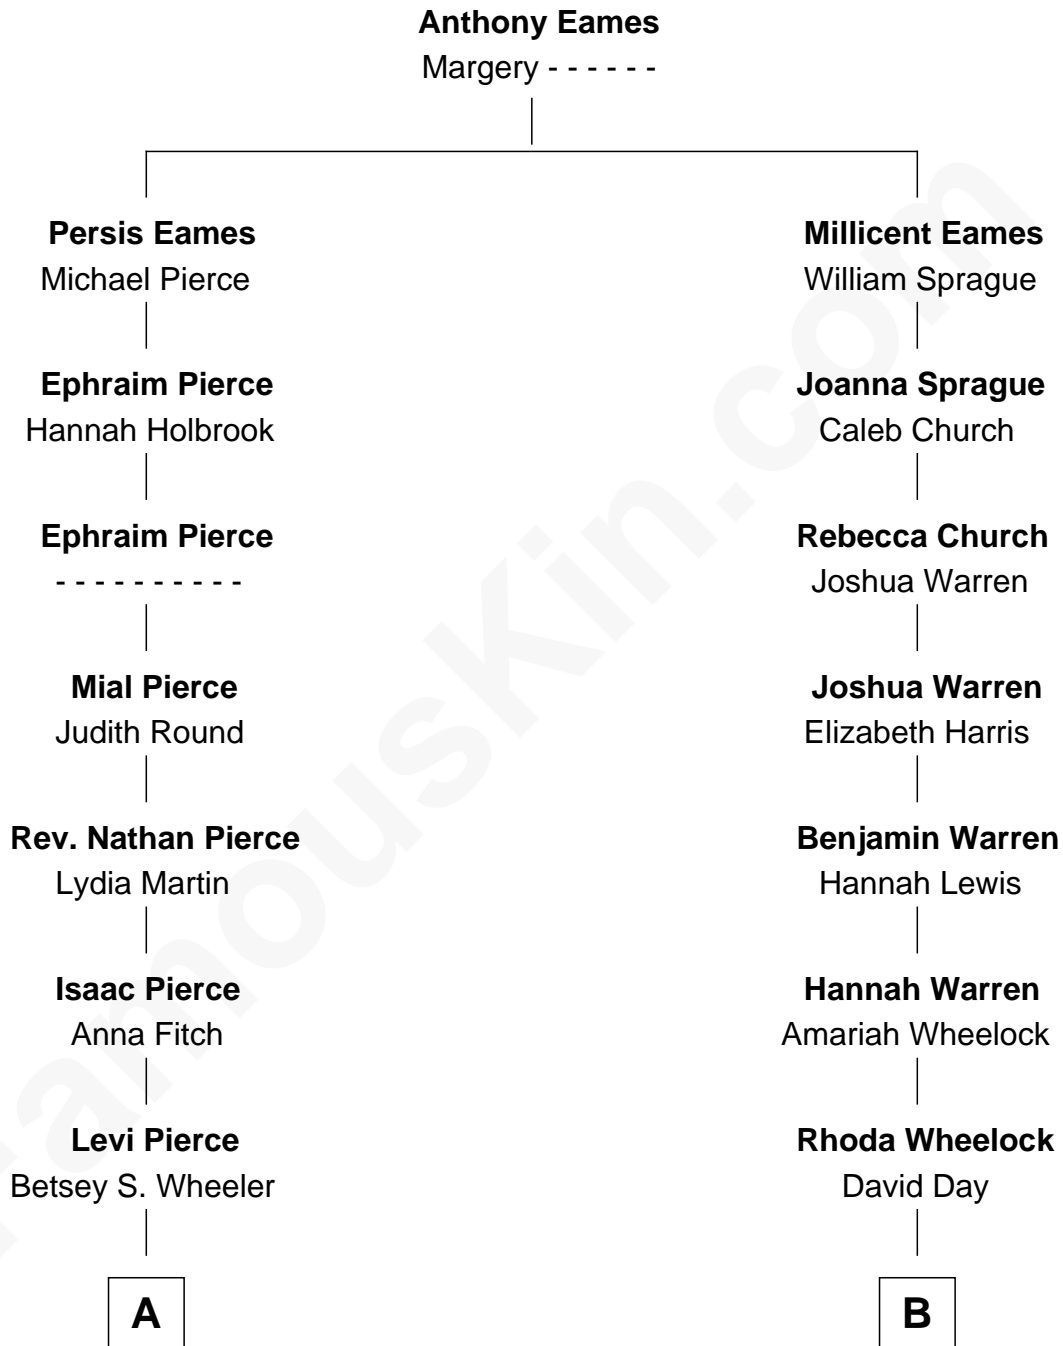 Anthony Eames
Margery - - - - - -
Persis Eames
Michael Pierce
Millicent Eames
William Sprague
Ephraim Pierce
Hannah Holbrook
Joanna Sprague
Caleb Church
Ephraim Pierce
- - - - - - - - - -
Rebecca Church
Joshua Warren
Mial Pierce
Judith Round
Joshua Warren
Elizabeth Harris
Rev. Nathan Pierce
Lydia Martin
Benjamin Warren
Hannah Lewis
Isaac Pierce
Anna Fitch
Hannah Warren
Amariah Wheelock
Levi Pierce
Betsey S. Wheeler
Rhoda Wheelock
David Day
A
B
FamousKin.com